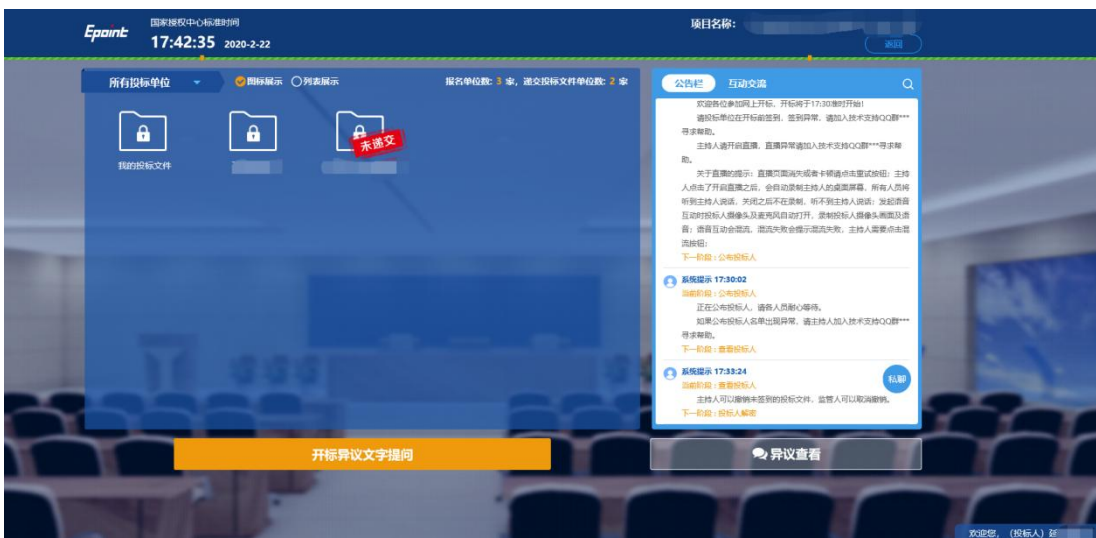 Epoint
国家授权中心标准时间
17:42:35 2020-2-22
项目名称：
返回
所有投标单位
图标展示 列表展示
报名单位数: 3 家，递交投标文件单位数: 2 家
我的投标文件
未递交
公告栏 互动交流
欢迎各位参加网上开标，开标将于17:30准时开始!
请投标单位在开标前签到，签到异常，请加入技术支持QQ群***
寻求帮助。
主持人请开启直播，直播异常请加入技术支持QQ群***寻求帮
助。
关于直播的提示：直播页面消失或者卡顿请点击重试按钮；主持
人点击了开启直播之后，会自动录制主持人的桌面屏幕，所有人员将
听到主持人说话，关闭之后不在录制，听不到主持人说话；发起语音
互动时投标人摄像头及麦克风自动打开，录制投标人摄像头画面及语
音；语音互动会混流，混流失败会提示混流失败，主持人需要点击混
流按钮；
下一阶段：公布投标人
系统提示 17:30:02
当前阶段：公布投标人
正在公布投标人，请各人员耐心等待。
如果公布投标人名单出现异常，请主持人加入技术支持QQ群***
寻求帮助。
下一阶段：查看投标人
系统提示 17:33:24
当前阶段：查看投标人
主持人可以撤销未签到的投标文件，监管人可以取消撤销。
下一阶段：投标人解密
私聊
开标异议文字提问
异议查看
欢迎您，（投标人）